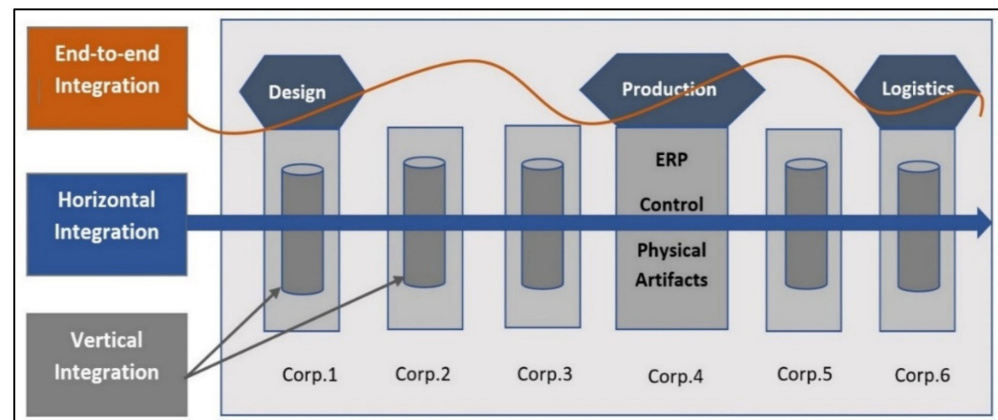 End-to-end
Integration
Design
Production
Logistics
Horizontal
Integration
ERP
Control
Physical
Artifacts
Vertical
Integration
Corp.1
Corp.2
Corp.3
Corp.4
Corp.5
Corp.6